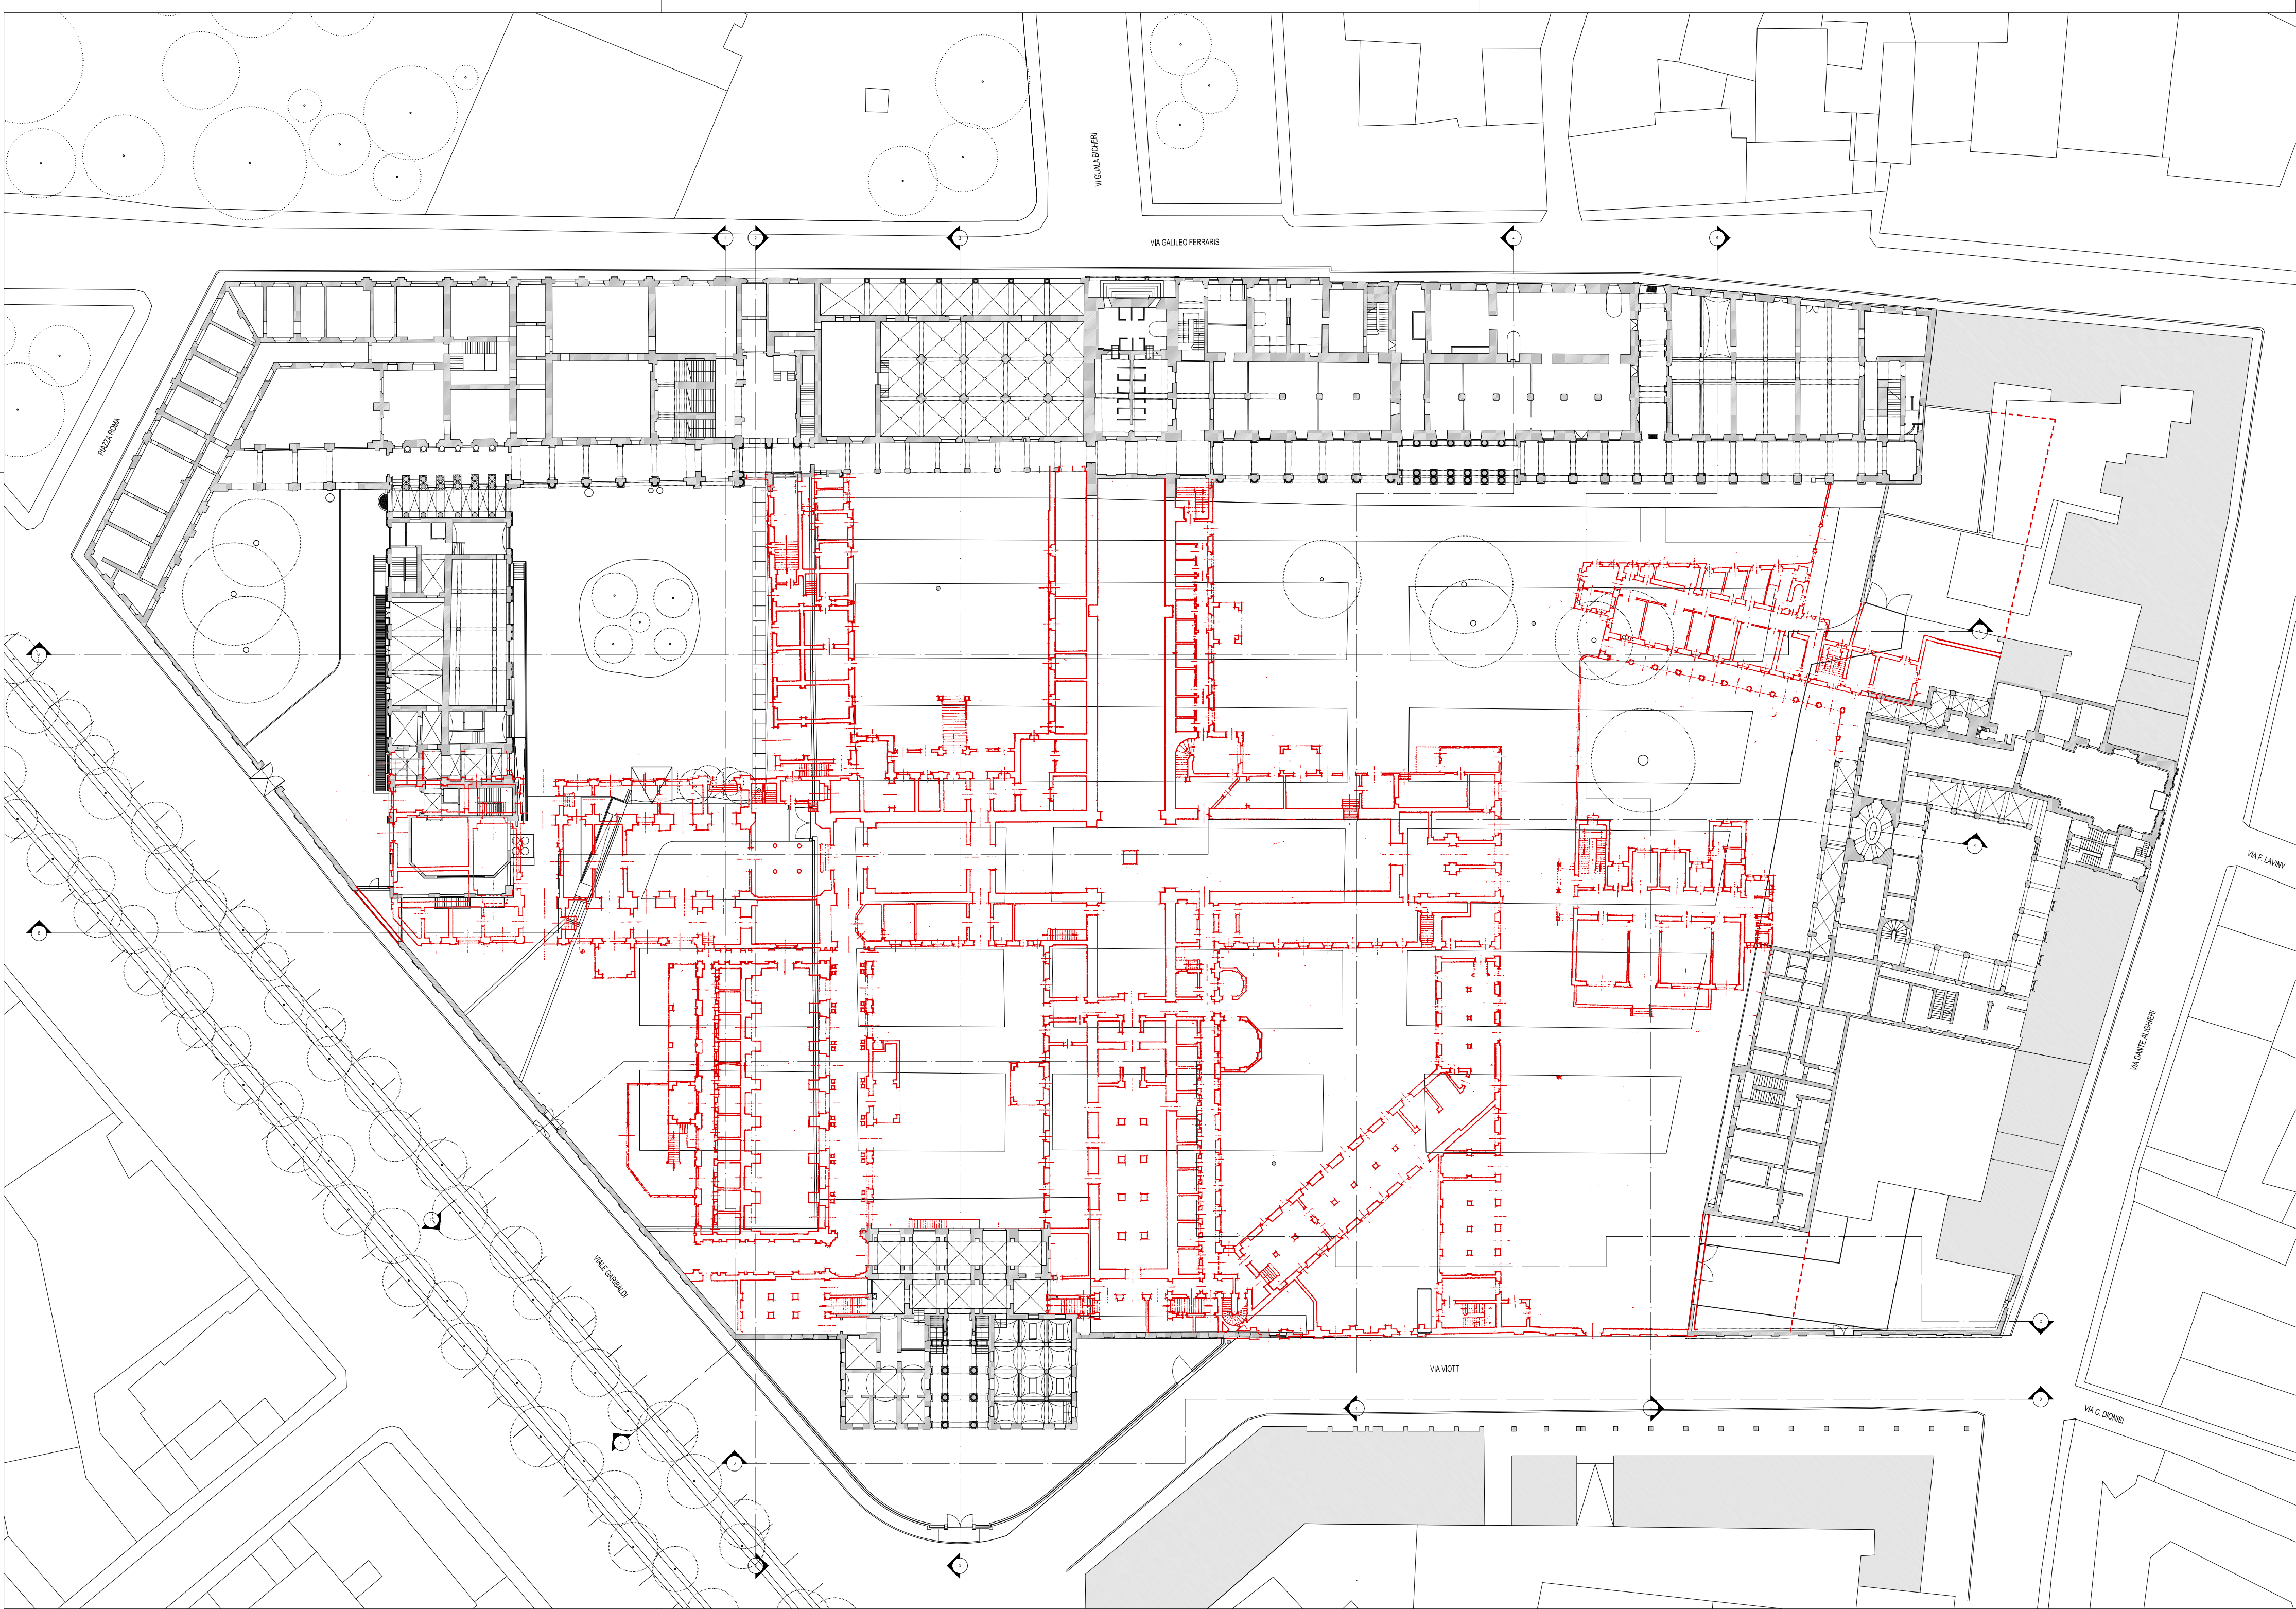 VI GUALA BICHERI
VIA GALILEO FERRARIS
PIAZZA ROMA
VIA F. LAVINY
VIA DANTE ALIGHIERI
VIALE GARIBALDI
VIA VIOTTI
VIA C. DIONISI